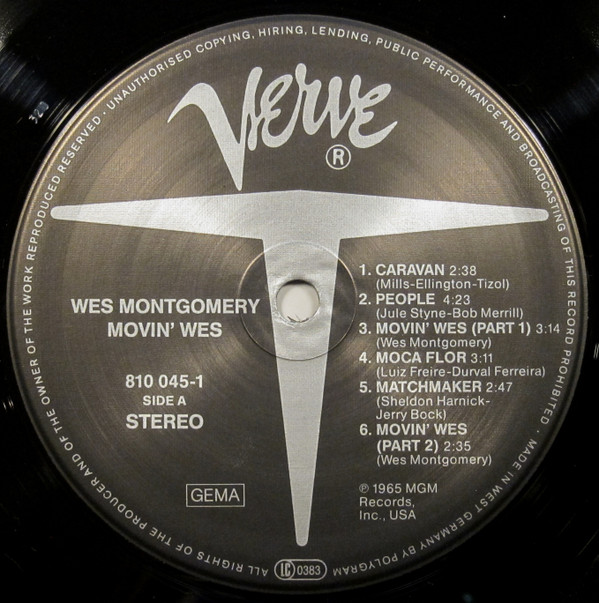 Verve
®
WES MONTGOMERY
MOVIN' WES
810 045-1
SIDE A
STEREO
GEMA
1. CARAVAN 2:38
(Mills-Ellington-Tizol)
2. PEOPLE 4:23
(Jule Styne-Bob Merrill)
3. MOVIN' WES (PART 1) 3:14
(Wes Montgomery)
4. MOCA FLOR 3:11
(Luiz Freire-Durval Ferreira)
5. MATCHMAKER 2:47
(Sheldon Harnick-
Jerry Bock)
6. MOVIN' WES
(PART 2) 2:35
(Wes Montgomery)
℗ 1965 MGM
Records,
Inc., USA
LC 0383
ALL RIGHTS OF THE PRODUCER AND OF THE OWNER OF THE WORK REPRODUCED RESERVED · UNAUTHORISED COPYING, HIRING, LENDING, PUBLIC PERFORMANCE AND BROADCASTING OF THIS RECORD PROHIBITED · MADE IN WEST GERMANY BY POLYGRAM